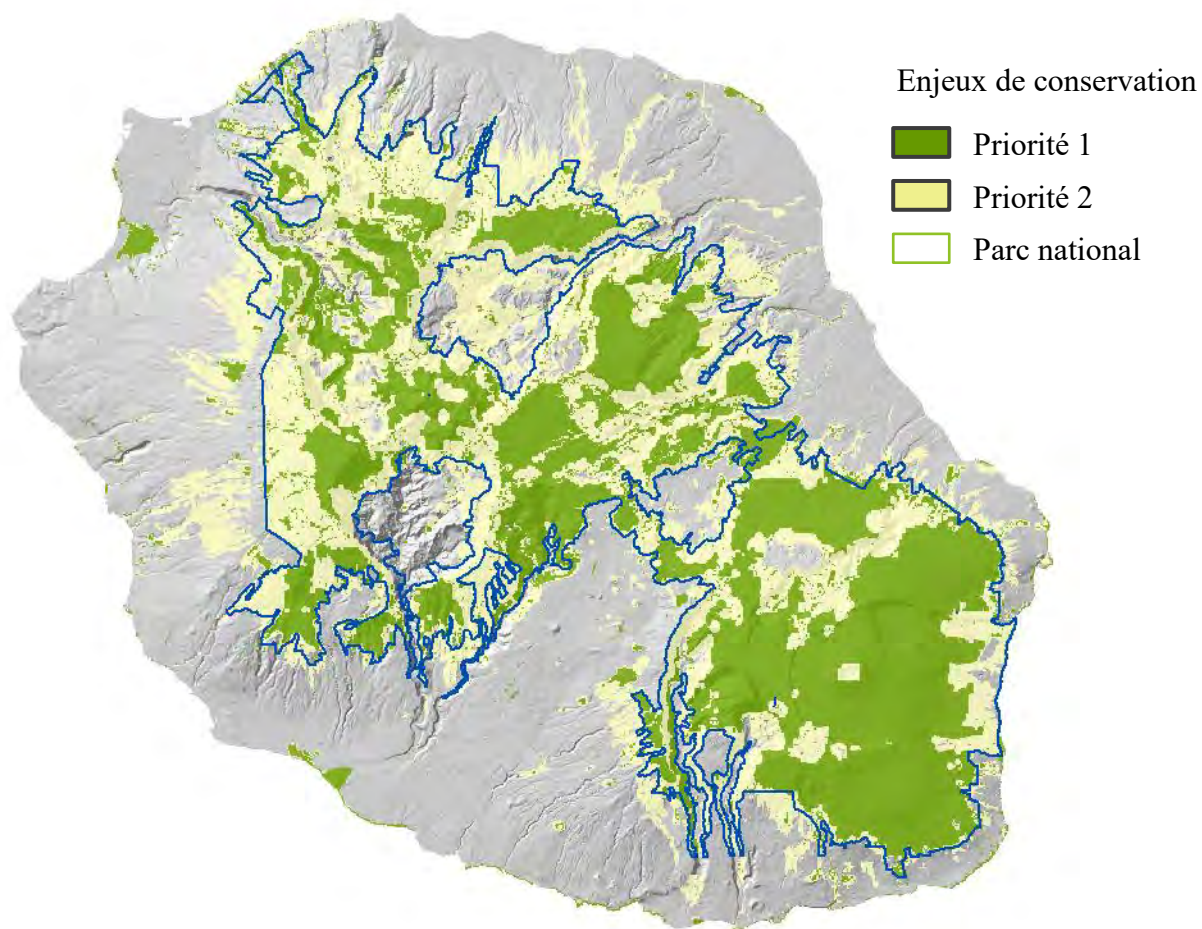 Enjeux de conservation
Priorité 1
Priorité 2
Parc national